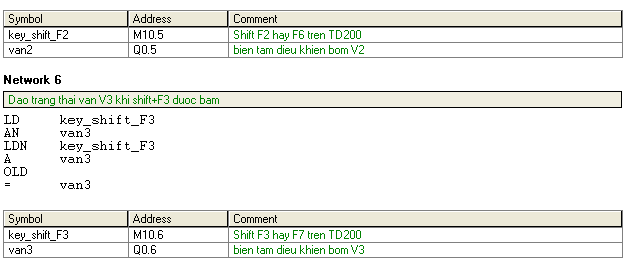 Symbol Address Comment
key_shift_F2 M10.5 Shift F2 hay F6 tren TD200
van2 Q0.5 bien tam dieu khien bom V2
Network 6
Dao trang thai van V3 khi shift+F3 duoc bam
LD key_shift_F3
AN van3
LDN key_shift_F3
A van3
OLD
= van3
Symbol Address Comment
key_shift_F3 M10.6 Shift F3 hay F7 tren TD200
van3 Q0.6 bien tam dieu khien bom V3